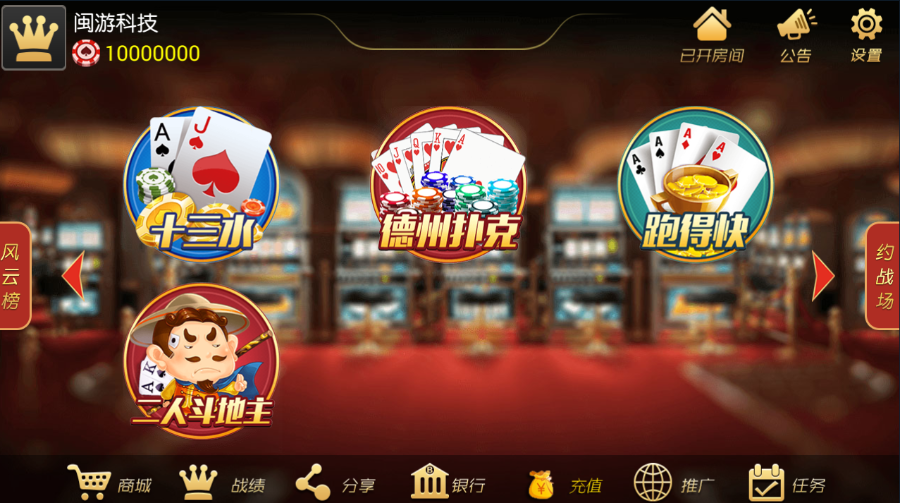 闽游科技
10000000
已开房间
公告
设置
十三水
德州扑克
跑得快
风云榜
约战场
二人斗地主
商城
战绩
分享
银行
充值
推广
任务